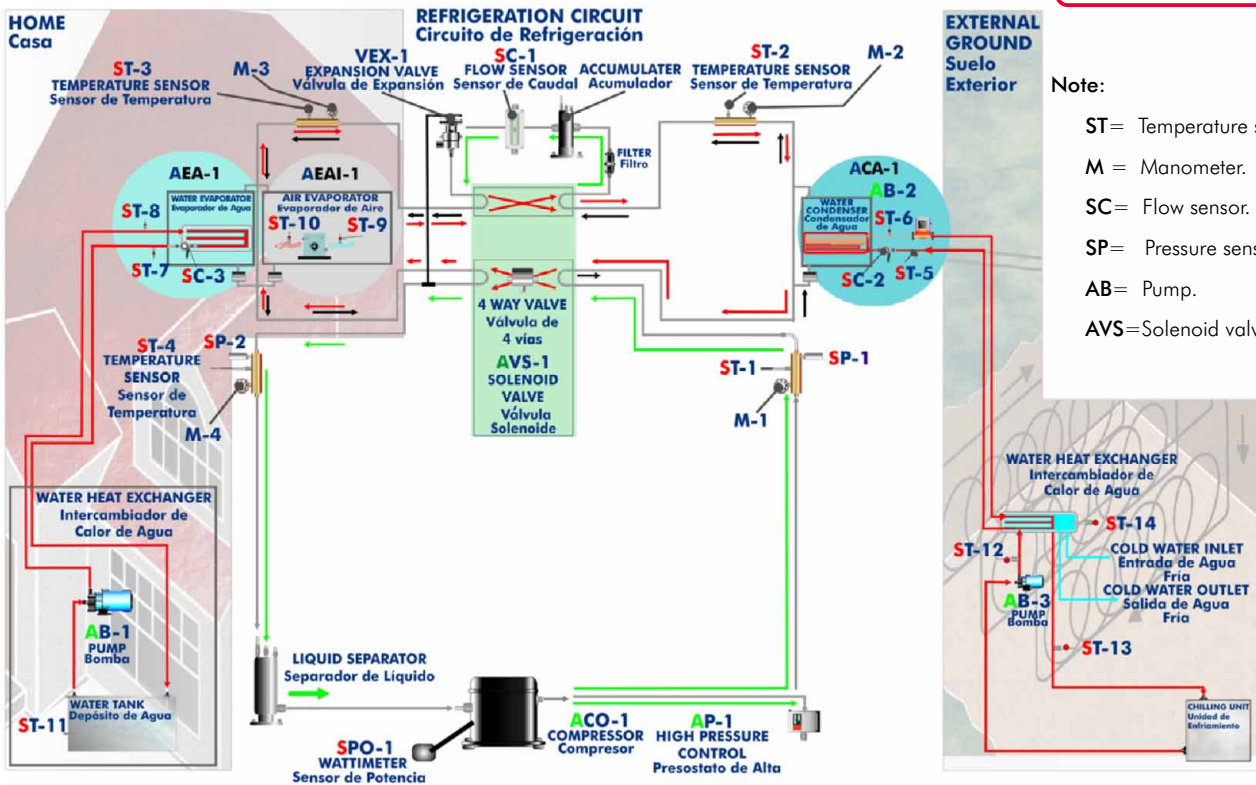 HOME
Casa
REFRIGERATION CIRCUIT
Circuito de Refrigeración
EXTERNAL
GROUND
Suelo
Exterior
Note:
ST= Temperature
M = Manometer.
SC= Flow sensor.
SP= Pressure
AB= Pump.
AVS=Solenoid
ST-3
TEMPERATURE SENSOR
Sensor de Temperatura
M-3
VEX-1
EXPANSION VALVE
Válvula de Expansión
SC-1
FLOW SENSOR
Sensor de Caudal
ACCUMULATER
Acumulador
ST-2
TEMPERATURE SENSOR
Sensor de Temperatura
M-2
FILTER
Filtro
AEA-1
WATER EVAPORATOR
Evaporador de Agua
ST-8
ST-7
SC-3
AEAI-1
AIR EVAPORATOR
Evaporador de Aire
ST-10
ST-9
ACA-1
AB-2
WATER
CONDENSER
Condensador
de Agua
ST-6
SC-2
ST-5
4 WAY VALVE
Válvula de
4 vías
AVS-1
SOLENOID
VALVE
Válvula
Solenoide
ST-4
TEMPERATURE
SENSOR
Sensor de
Temperatura
SP-2
M-4
ST-1
SP-1
M-1
WATER HEAT EXCHANGER
Intercambiador de
Calor de Agua
AB-1
PUMP
Bomba
WATER TANK
Depósito de Agua
ST-11
LIQUID SEPARATOR
Separador de Líquido
SPO-1
WATTIMETER
Sensor de Potencia
ACO-1
COMPRESSOR
Compresor
AP-1
HIGH PRESSURE
CONTROL
Presostato de Alta
WATER HEAT EXCHANGER
Intercambiador de
Calor de Agua
ST-14
ST-12
COLD WATER INLET
Entrada de Agua
Fría
COLD WATER OUTLET
Salida de Agua
Fría
AB-3
PUMP
Bomba
ST-13
CHILLING UNIT
Unidad de
Enfriamiento